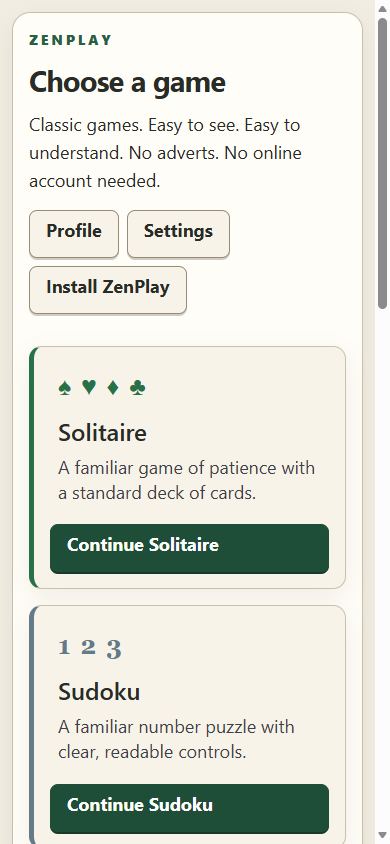 ZENPLAY
Choose a game
Classic games. Easy to see. Easy to
understand. No adverts. No online
account needed.
Profile
Settings
Install ZenPlay
♠ ♥ ♦ ♣
Solitaire
A familiar game of patience with
a standard deck of cards.
Continue Solitaire
1 2 3
Sudoku
A familiar number puzzle with
clear, readable controls.
Continue Sudoku